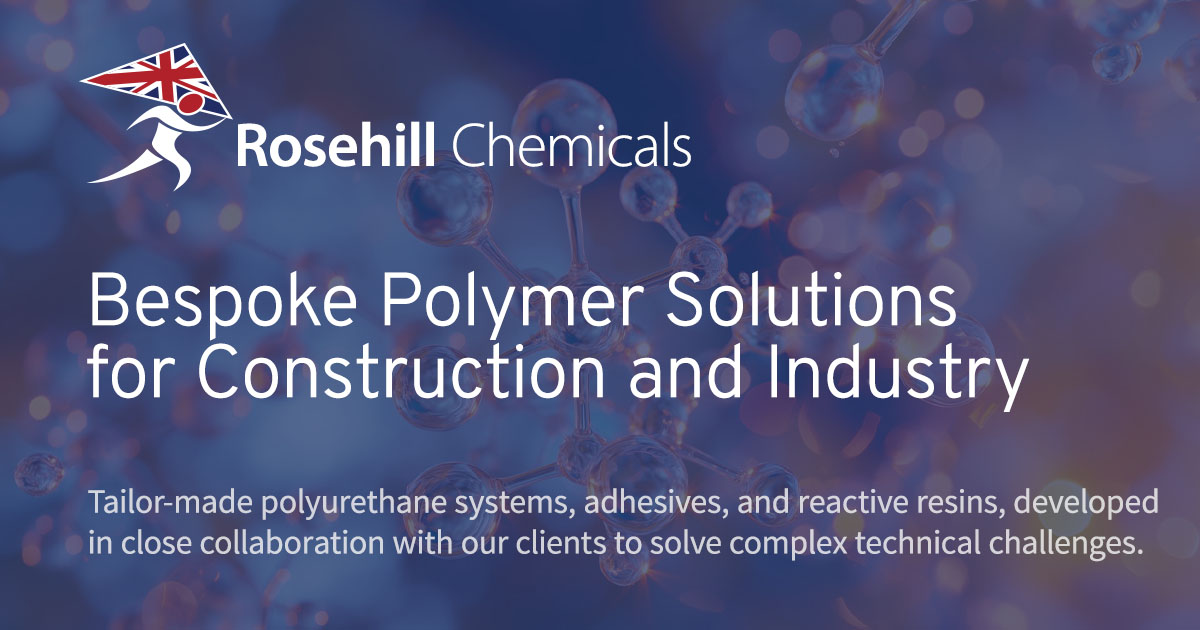 Rosehill Chemicals
Bespoke Polymer Solutions
for Construction and Industry
Tailor-made polyurethane systems, adhesives, and reactive resins, developed
in close collaboration with our clients to solve complex technical challenges.